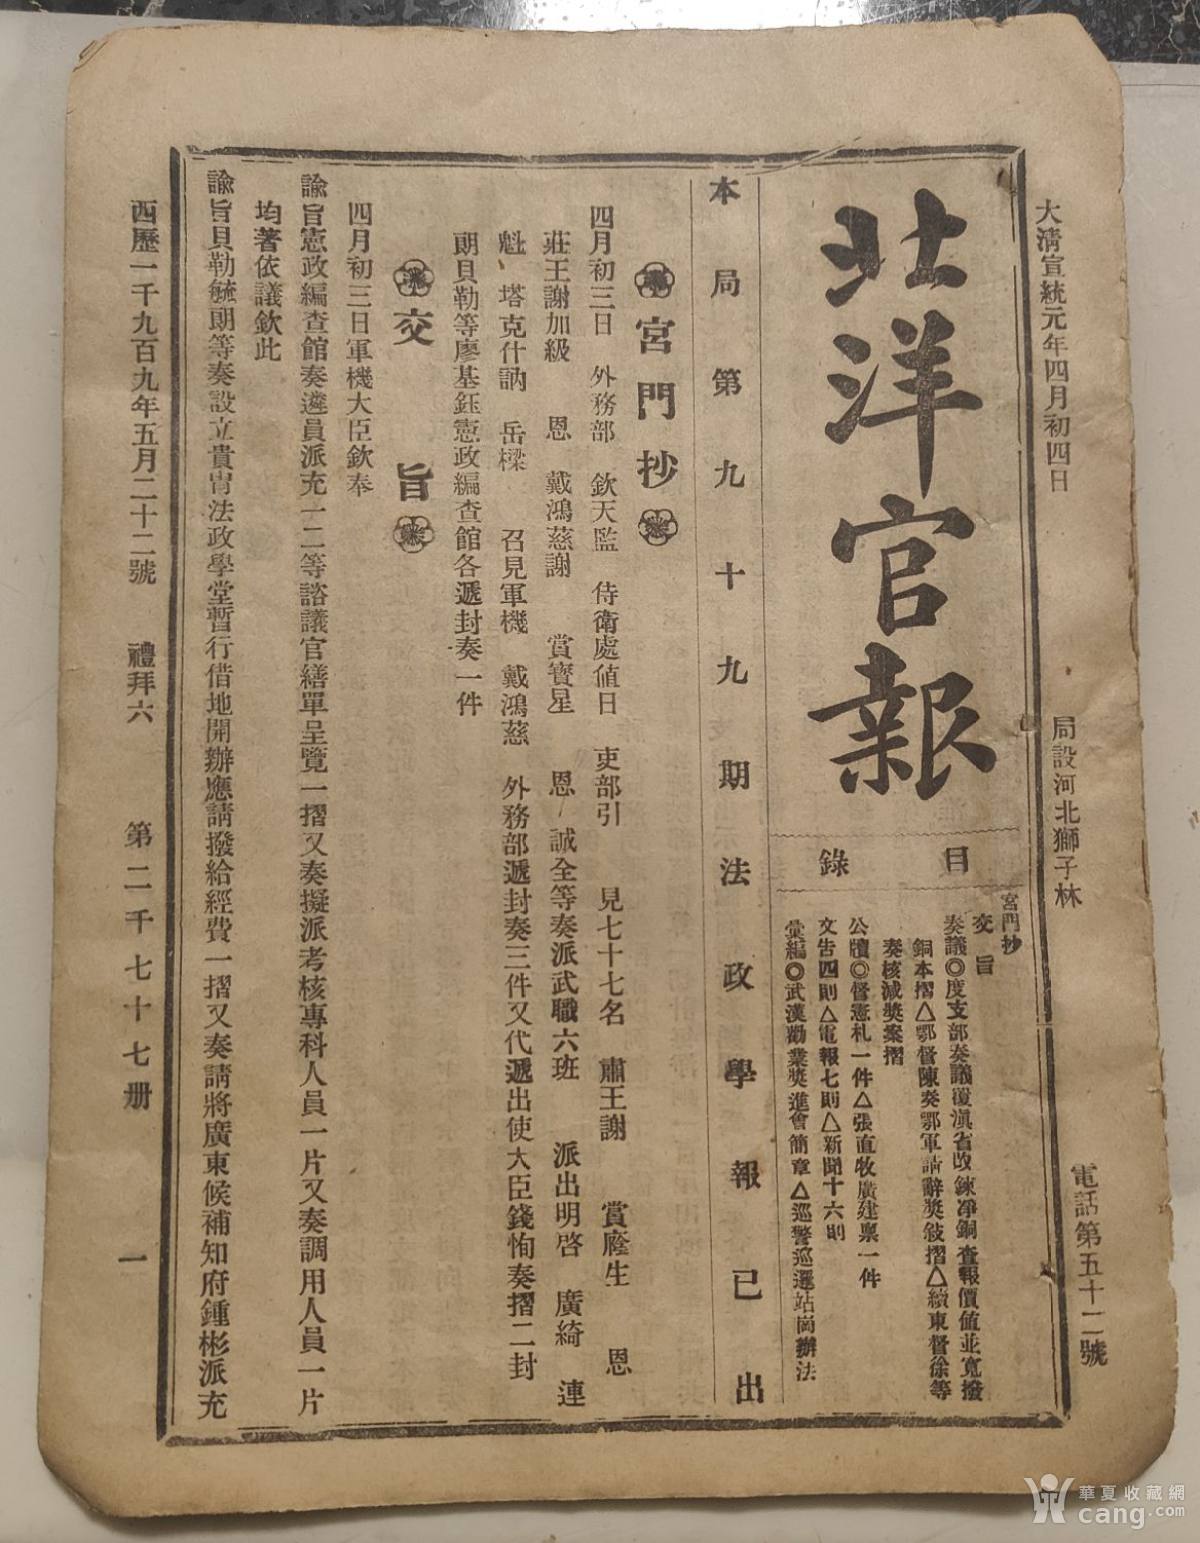 大淸宣統元年四月初四日
局設河北獅子林
電話第五十二號
北洋官報
目錄
宮門抄
交旨
奏議◎度支部奏議覆滇省改鍊淨銅查報價値並寬撥
銅本摺△鄂督陳奏鄂軍請辭獎敍摺△續東督徐等
奏核减獎案摺
公牘◎督憲札一件△張直牧廣建禀一件
文告四則△電報七則△新聞十六則
彙編◎武漢勸業奬進會簡章△巡警巡邏站崗辦法
本局第九十九期法政學報已出
宮門抄
四月初三日 外務部 欽天監 侍衛處値日 吏部引 見七十七名 肅王謝 賞廕生 恩
莊王謝加級 恩 戴鴻慈謝 賞寳星 恩 誠全等奏派武職六班 派出明啓 廣綺 連
魁 塔克什訥 岳樑 召見軍機 戴鴻慈 外務部遞封奏三件又代遞出使大臣錢恂奏摺二封
朗貝勒等廖基鈺憲政編查館各遞封奏一件
交旨
四月初三日軍機大臣欽奉
諭旨憲政編查館奏遴員派充一二等諮議官繕單呈覽一摺又奏擬派考核專科人員一片又奏調用人員一片
均著依議欽此
諭旨貝勒毓朗等奏設立貴胄法政學堂暫行借地開辦應請撥給經費一摺又奏請將廣東候補知府鍾彬派充
西歷一千九百九年五月二十二號 禮拜六 第二千七十七册 一
華夏收藏網
cang.com